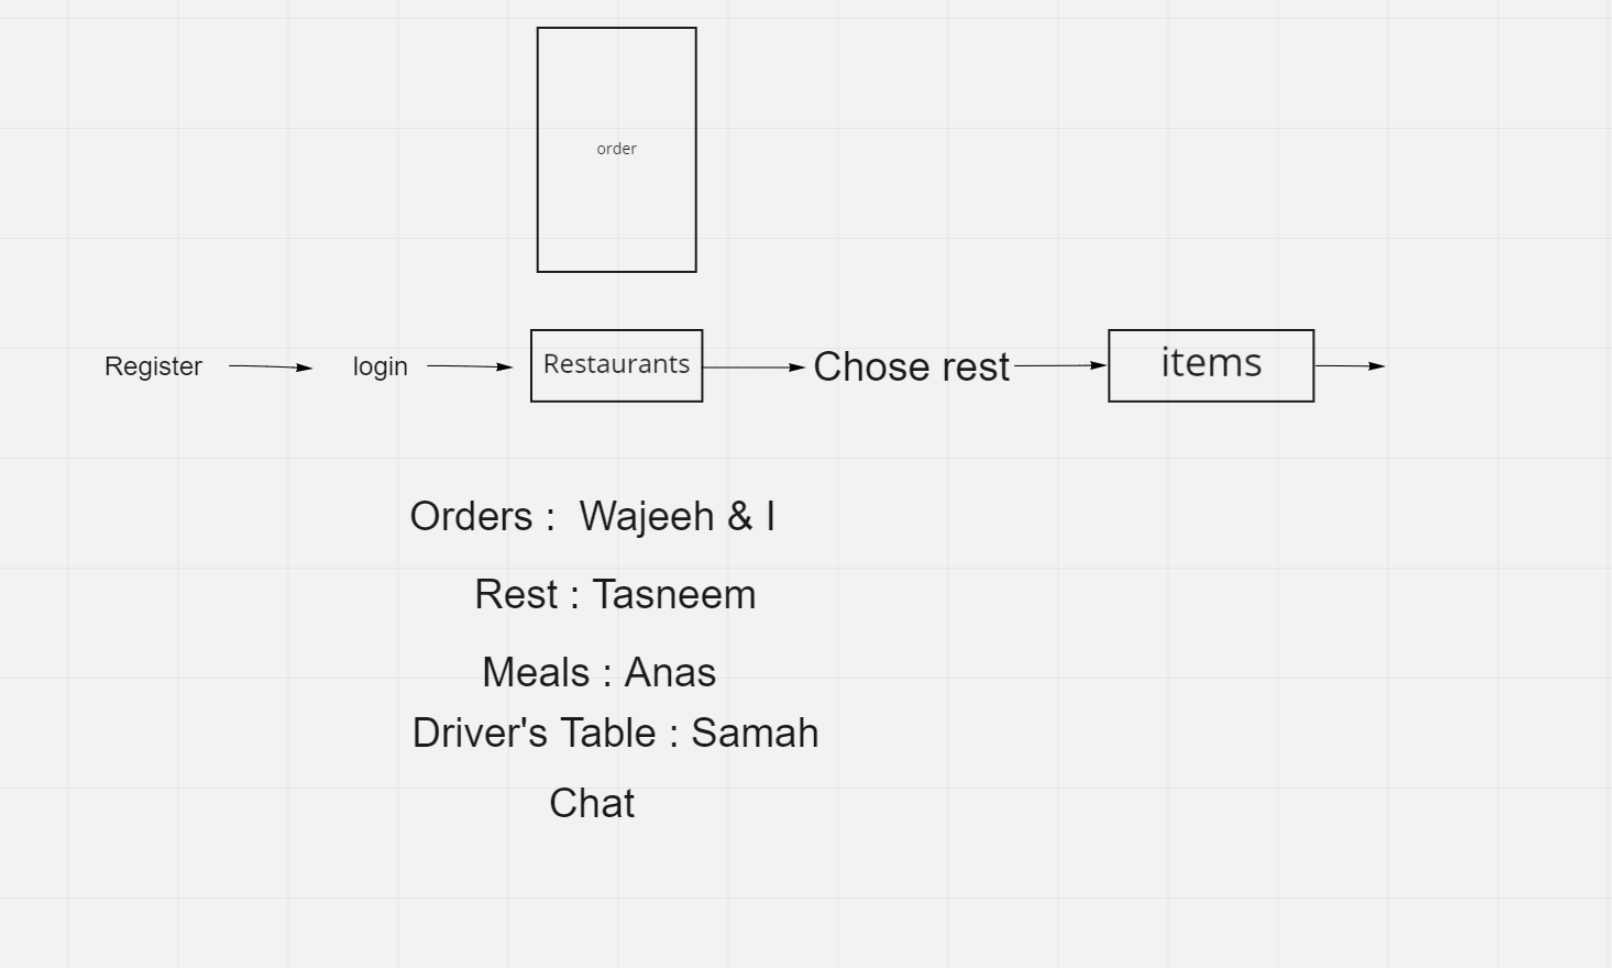 order
Register
login
Restaurants
Chose rest
items
Orders :  Wajeeh & I
Rest : Tasneem
Meals : Anas
Driver's Table : Samah
Chat